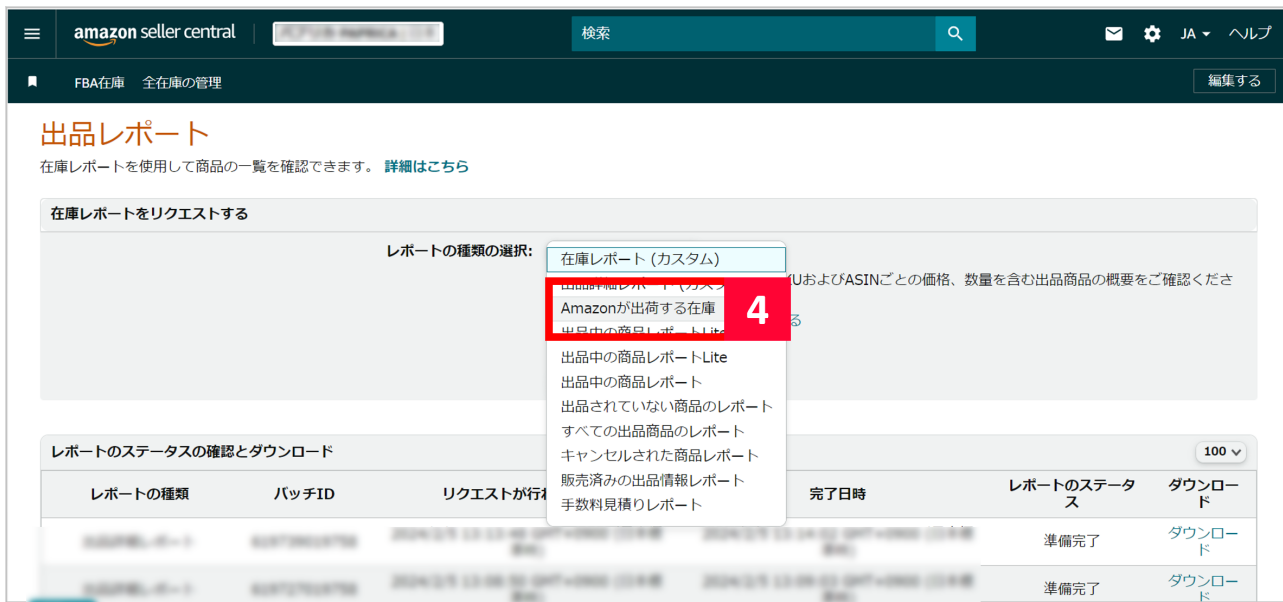 amazon seller central
検索
JA
ヘルプ
FBA在庫 全在庫の管理
編集する
出品レポート
在庫レポートを使用して商品の一覧を確認できます。 詳細はこちら
在庫レポートをリクエストする
レポートの種類の選択:
在庫レポート (カスタム)
UおよびASINごとの価格、数量を含む出品商品の概要をご確認くださ
Amazonが出荷する在庫
4
る
出品中の商品レポートLite
出品中の商品レポートLite
出品中の商品レポート
出品されていない商品のレポート
すべての出品商品のレポート
キャンセルされた商品レポート
販売済みの出品情報レポート
手数料見積りレポート
レポートのステータスの確認とダウンロード
100
レポートの種類 バッチID リクエストが行わ 完了日時 レポートのステータ ダウンロー
ス ド
準備完了 ダウンロー
ド
準備完了 ダウンロー
ド